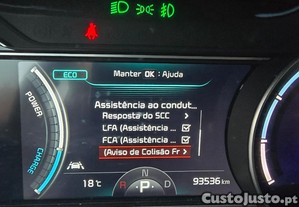 ECO
Manter OK : Ajuda
Assistência ao condut...
Resposta do SCC
LFA (Assistência ...
FCA (Assistência ...
(Aviso de Colisão Fr
POWER
CHARGE
N
18°C
R P D
93536 km
CustoJusto.pt